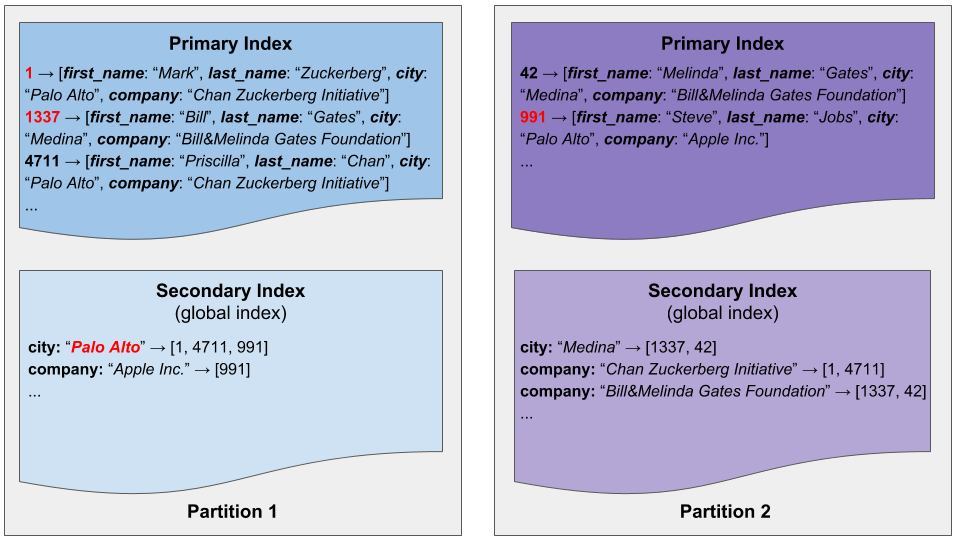 Primary Index
1 → [first_name: “Mark”, last_name: “Zuckerberg”, city:
“Palo Alto”, company: “Chan Zuckerberg Initiative”]
1337 → [first_name: “Bill”, last_name: “Gates”, city:
“Medina”, company: “Bill&Melinda Gates Foundation”]
4711 → [first_name: “Priscilla”, last_name: “Chan”, city:
“Palo Alto”, company: “Chan Zuckerberg Initiative”]
...
Secondary Index
(global index)
city: “Palo Alto” → [1, 4711, 991]
company: “Apple Inc.” → [991]
...
Partition 1
Primary Index
42 → [first_name: “Melinda”, last_name: “Gates”, city:
“Medina”, company: “Bill&Melinda Gates Foundation”]
991 → [first_name: “Steve”, last_name: “Jobs”, city:
“Palo Alto”, company: “Apple Inc.”]
...
Secondary Index
(global index)
city: “Medina” → [1337, 42]
company: “Chan Zuckerberg Initiative” → [1, 4711]
company: “Bill&Melinda Gates Foundation” → [1337, 42]
...
Partition 2